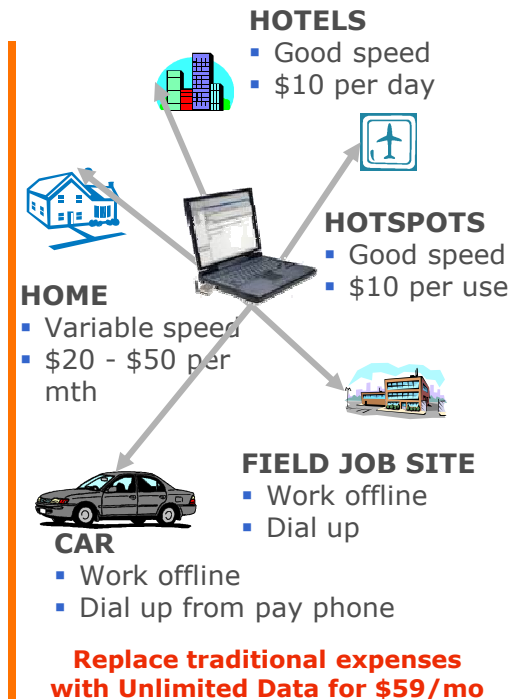 HOTELS
▪ Good speed
▪ $10 per day
HOTSPOTS
▪ Good speed
▪ $10 per use
HOME
▪ Variable speed
▪ $20 - $50 per
mth
FIELD JOB SITE
▪ Work offline
▪ Dial up
CAR
▪ Work offline
▪ Dial up from pay phone
Replace traditional expenses
with Unlimited Data for $59/mo